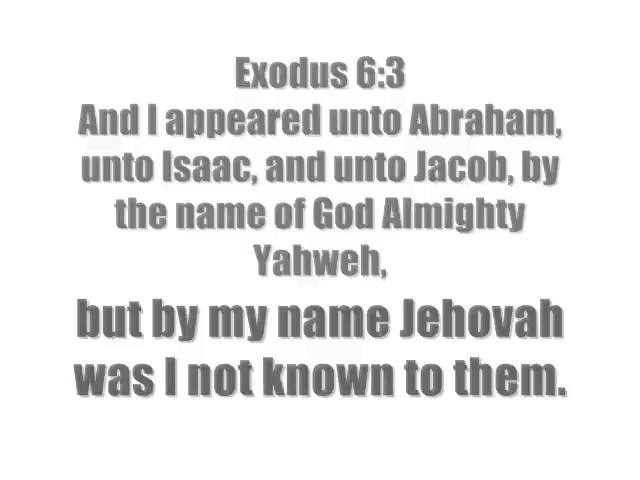 Exodus 6:3
And I appeared unto Abraham,
unto Isaac, and unto Jacob, by
the name of God Almighty
Yahweh,
but by my name Jehovah
was I not known to them.